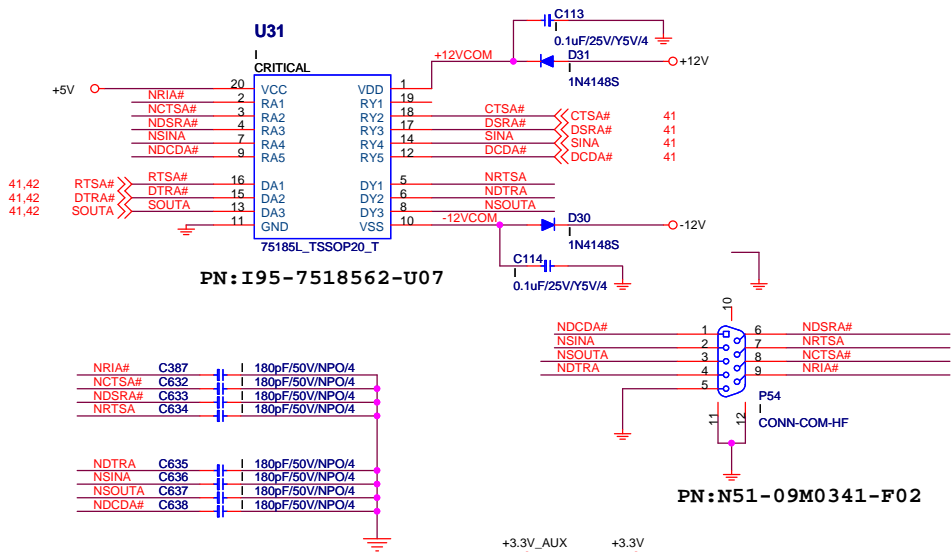 U31
I
CRITICAL
C113
I
0.1uF/25V/Y5V/4
+12VCOM
D31
I
1N4148S
+12V
+5V
20 VCC VDD 1
NRIA# 2 RA1 RY1 19
NCTSA# 3 RA2 RY2 18 CTSA# CTSA# 41
NDSRA# 4 RA3 RY3 17 DSRA# DSRA# 41
NSINA 7 RA4 RY4 14 SINA SINA 41
NDCDA# 9 RA5 RY5 12 DCDA# DCDA# 41
41,42 RTSA# RTSA# 16 DA1 DY1 5 NRTSA
41,42 DTRA# DTRA# 15 DA2 DY2 6 NDTRA
41,42 SOUTA SOUTA 13 DA3 DY3 8 NSOUTA
11 GND VSS 10 -12VCOM
D30
I
1N4148S
-12V
75185L_TSSOP20_T
PN:I95-7518562-U07
C114
I
0.1uF/25V/Y5V/4
10
NDCDA# 1 6 NDSRA#
NSINA 2 7 NRTSA
NSOUTA 3 8 NCTSA#
NDTRA 4 9 NRIA#
5
P54
I
CONN-COM-HF
11 12
PN:N51-09M0341-F02
NRIA# C387 I 180pF/50V/NPO/4
NCTSA# C632 I 180pF/50V/NPO/4
NDSRA# C633 I 180pF/50V/NPO/4
NRTSA C634 I 180pF/50V/NPO/4
NDTRA C635 I 180pF/50V/NPO/4
NSINA C636 I 180pF/50V/NPO/4
NSOUTA C637 I 180pF/50V/NPO/4
NDCDA# C638 I 180pF/50V/NPO/4
+3.3V_AUX +3.3V